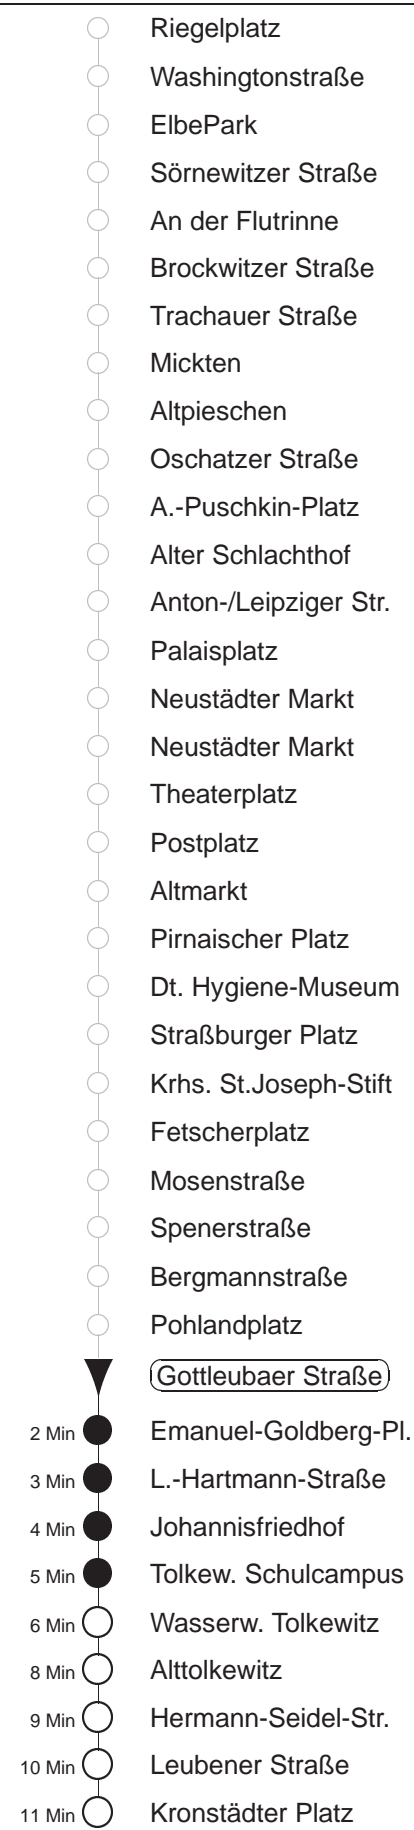 Riegelplatz
Washingtonstraße
ElbePark
Sörnewitzer Straße
An der Flutrinne
Brockwitzer Straße
Trachauer Straße
Mickten
Altpieschen
Oschatzer Straße
A.-Puschkin-Platz
Alter Schlachthof
Anton-/Leipziger Str.
Palaisplatz
Neustädter Markt
Neustädter Markt
Theaterplatz
Postplatz
Altmarkt
Pirnaischer Platz
Dt. Hygiene-Museum
Straßburger Platz
Krhs. St.Joseph-Stift
Fetscherplatz
Mosenstraße
Spenerstraße
Bergmannstraße
Pohlandplatz
Gottleubaer Straße
2 Min Emanuel-Goldberg-Pl.
3 Min L.-Hartmann-Straße
4 Min Johannisfriedhof
5 Min Tolkew. Schulcampus
6 Min Wasserw. Tolkewitz
8 Min Alttolkewitz
9 Min Hermann-Seidel-Str.
10 Min Leubener Straße
11 Min Kronstädter Platz